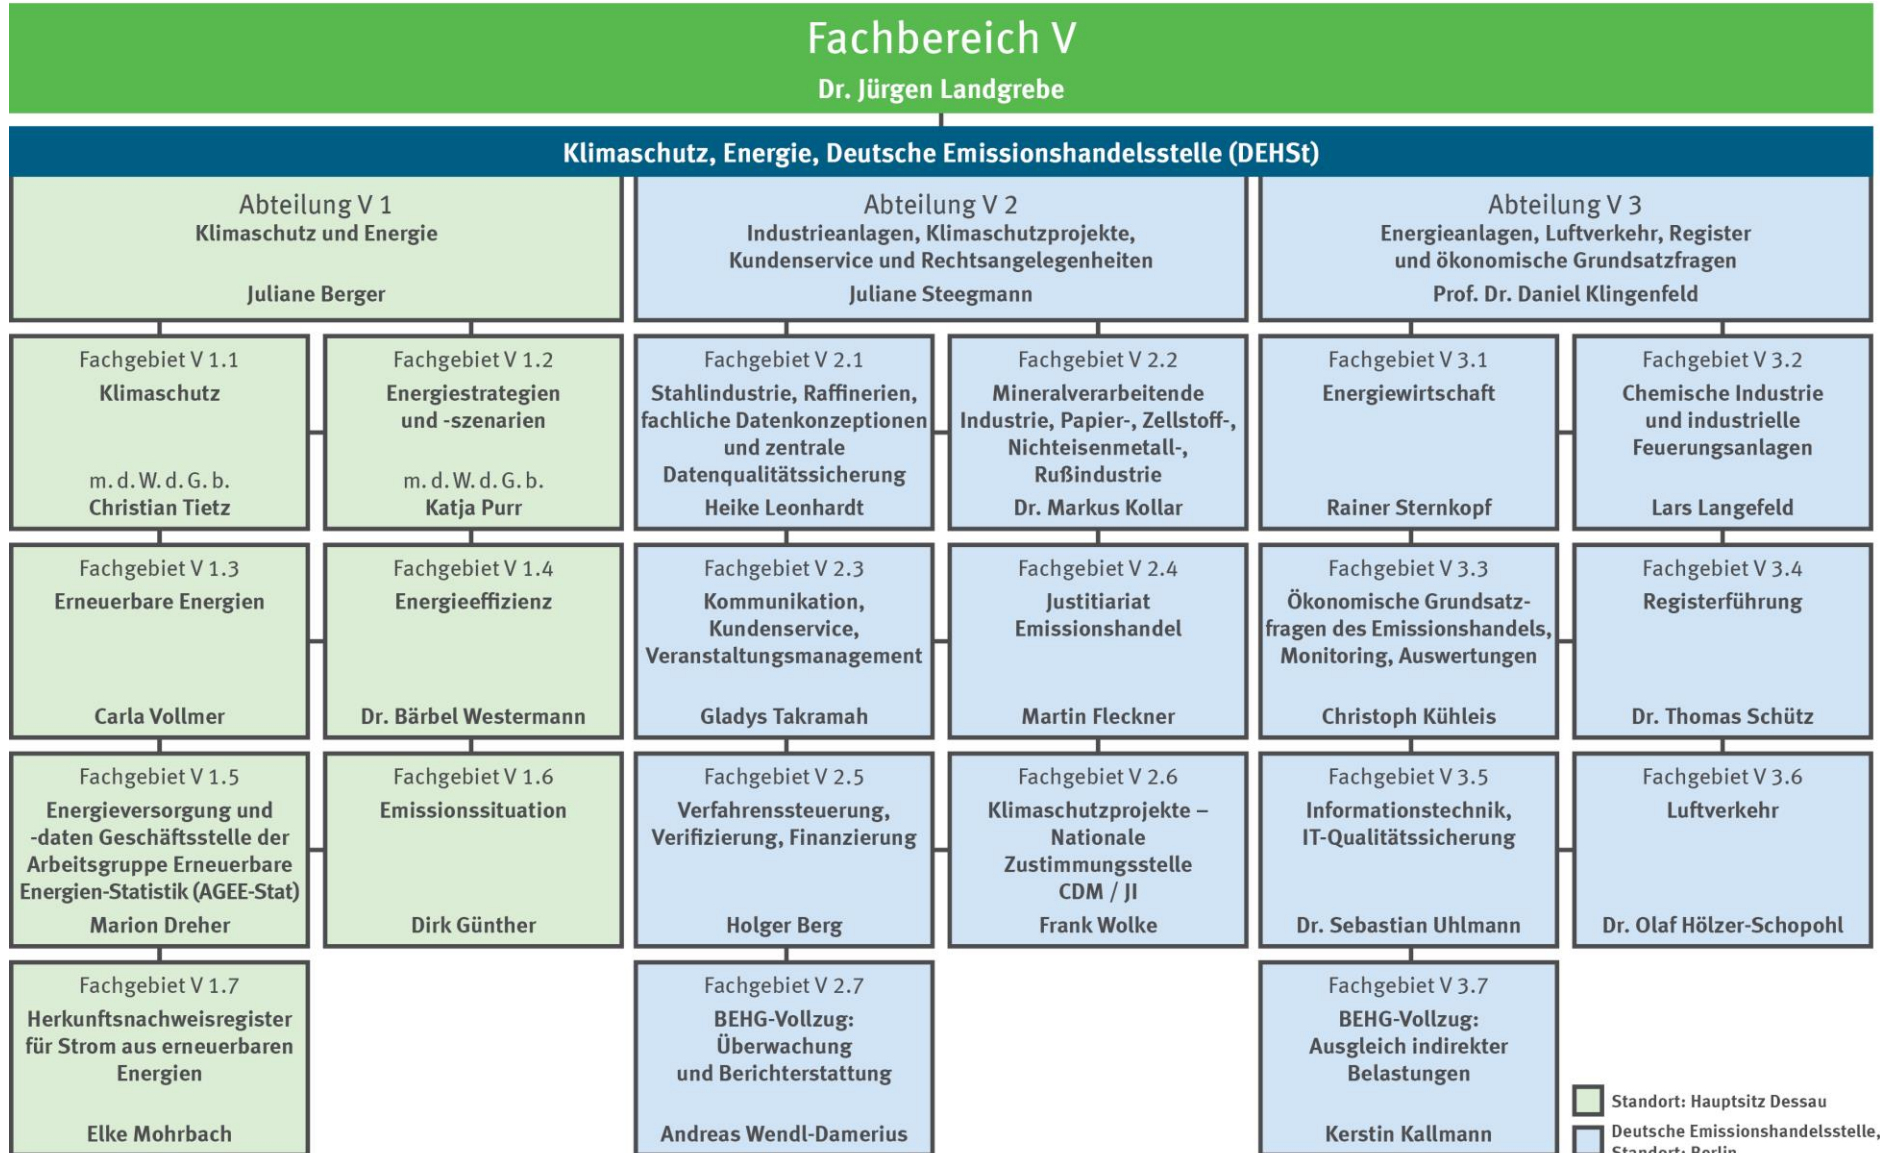 Fachbereich V
Dr. Jürgen Landgrebe
Klimaschutz, Energie, Deutsche Emissionshandelsstelle (DEHSt)
Abteilung V 1
Klimaschutz und Energie
Juliane Berger
Abteilung V 2
Industrieanlagen, Klimaschutzprojekte,
Kundenservice und Rechtsangelegenheiten
Juliane Steegmann
Abteilung V 3
Energieanlagen, Luftverkehr, Register
und ökonomische Grundsatzfragen
Prof. Dr. Daniel Klingenfeld
Fachgebiet V 1.1
Klimaschutz
m. d. W. d. G. b.
Christian Tietz
Fachgebiet V 1.2
Energiestrategien
und -szenarien
m. d. W. d. G. b.
Katja Purr
Fachgebiet V 2.1
Stahlindustrie, Raffinerien,
fachliche Datenkonzeptionen
und zentrale
Datenqualitätssicherung
Heike Leonhardt
Fachgebiet V 2.2
Mineralverarbeitende
Industrie, Papier-, Zellstoff-,
Nichteisenmetall-,
Rußindustrie
Dr. Markus Kollar
Fachgebiet V 3.1
Energiewirtschaft
Rainer Sternkopf
Fachgebiet V 3.2
Chemische Industrie
und industrielle
Feuerungsanlagen
Lars Langefeld
Fachgebiet V 1.3
Erneuerbare Energien
Carla Vollmer
Fachgebiet V 1.4
Energieeffizienz
Dr. Bärbel Westermann
Fachgebiet V 2.3
Kommunikation,
Kundenservice,
Veranstaltungsmanagement
Gladys Takramah
Fachgebiet V 2.4
Justitiariat
Emissionshandel
Martin Fleckner
Fachgebiet V 3.3
Ökonomische Grundsatz-
fragen des Emissionshandels,
Monitoring, Auswertungen
Christoph Kühleis
Fachgebiet V 3.4
Registerführung
Dr. Thomas Schütz
Fachgebiet V 1.5
Energieversorgung und
-daten Geschäftsstelle der
Arbeitsgruppe Erneuerbare
Energien-Statistik (AGEE-Stat)
Marion Dreher
Fachgebiet V 1.6
Emissionssituation
Dirk Günther
Fachgebiet V 2.5
Verfahrenssteuerung,
Verifizierung, Finanzierung
Holger Berg
Fachgebiet V 2.6
Klimaschutzprojekte –
Nationale
Zustimmungsstelle
CDM / JI
Frank Wolke
Fachgebiet V 3.5
Informationstechnik,
IT-Qualitätssicherung
Dr. Sebastian Uhlmann
Fachgebiet V 3.6
Luftverkehr
Dr. Olaf Hölzer-Schopohl
Fachgebiet V 1.7
Herkunftsnachweisregister
für Strom aus erneuerbaren
Energien
Elke Mohrbach
Fachgebiet V 2.7
BEHG-Vollzug:
Überwachung
und Berichterstattung
Andreas Wendl-Damerius
Fachgebiet V 3.7
BEHG-Vollzug:
Ausgleich indirekter
Belastungen
Kerstin Kallmann
Standort: Hauptsitz Dessau
Deutsche Emissionshandelsstelle,
Standort: Berlin